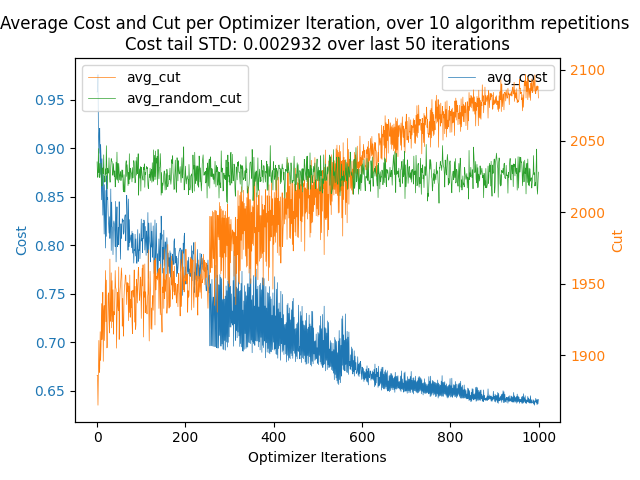 Average Cost and Cut per Optimizer Iteration, over 10 algorithm repetitions
Cost tail STD: 0.002932 over last 50 iterations
avg_cut
avg_random_cut
avg_cost
0.95
0.90
0.85
0.80
0.75
0.70
0.65
Cost
2100
2050
2000
1950
1900
Cut
0 200 400 600 800 1000
Optimizer Iterations